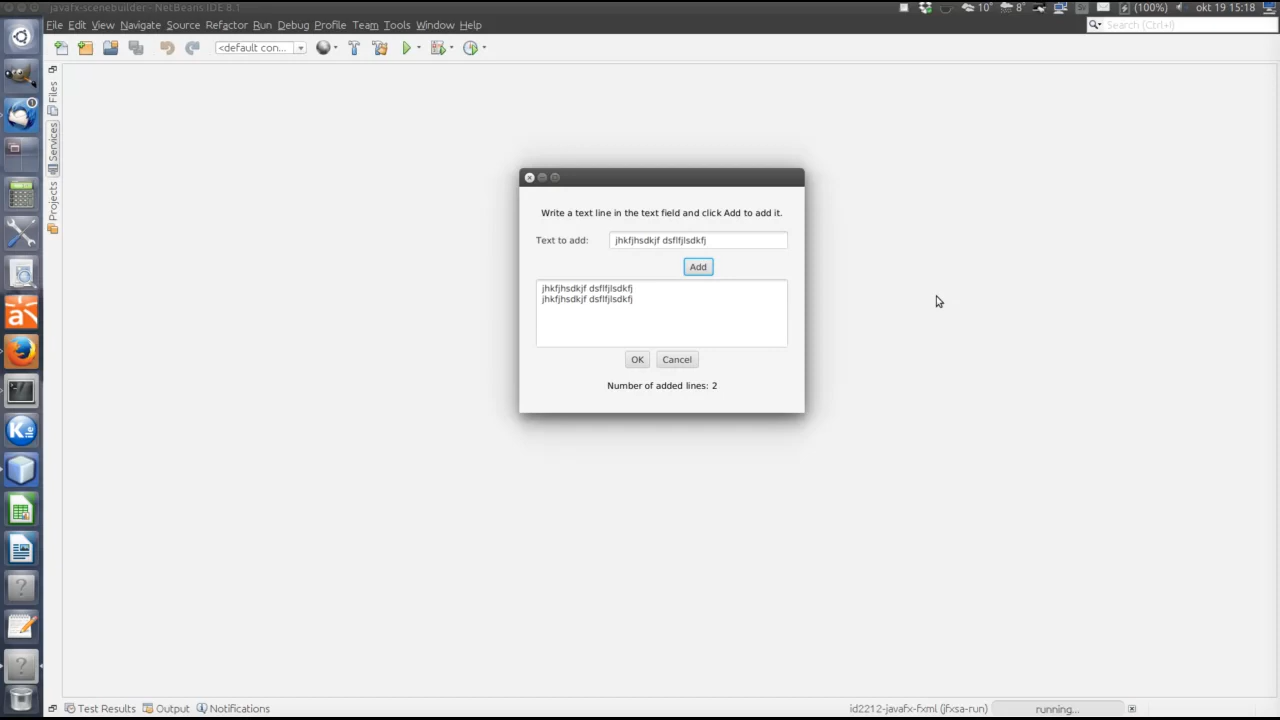 javafx-scenebuilder - NetBeans IDE 8.1
10° 8° (100%) okt 19 15:18
File Edit View Navigate Source Refactor Run Debug Profile Team Tools Window Help
Search (Ctrl+I)
<default con...
Files
Services
Projects
Write a text line in the text field and click Add to add it.
Text to add: jhkfjhsdkjf dsflfjlsdkfj
Add
jhkfjhsdkjf dsflfjlsdkfj
jhkfjhsdkjf dsflfjlsdkfj
OK Cancel
Number of added lines: 2
Test Results Output Notifications id2212-javafx-fxml (jfxsa-run) running...